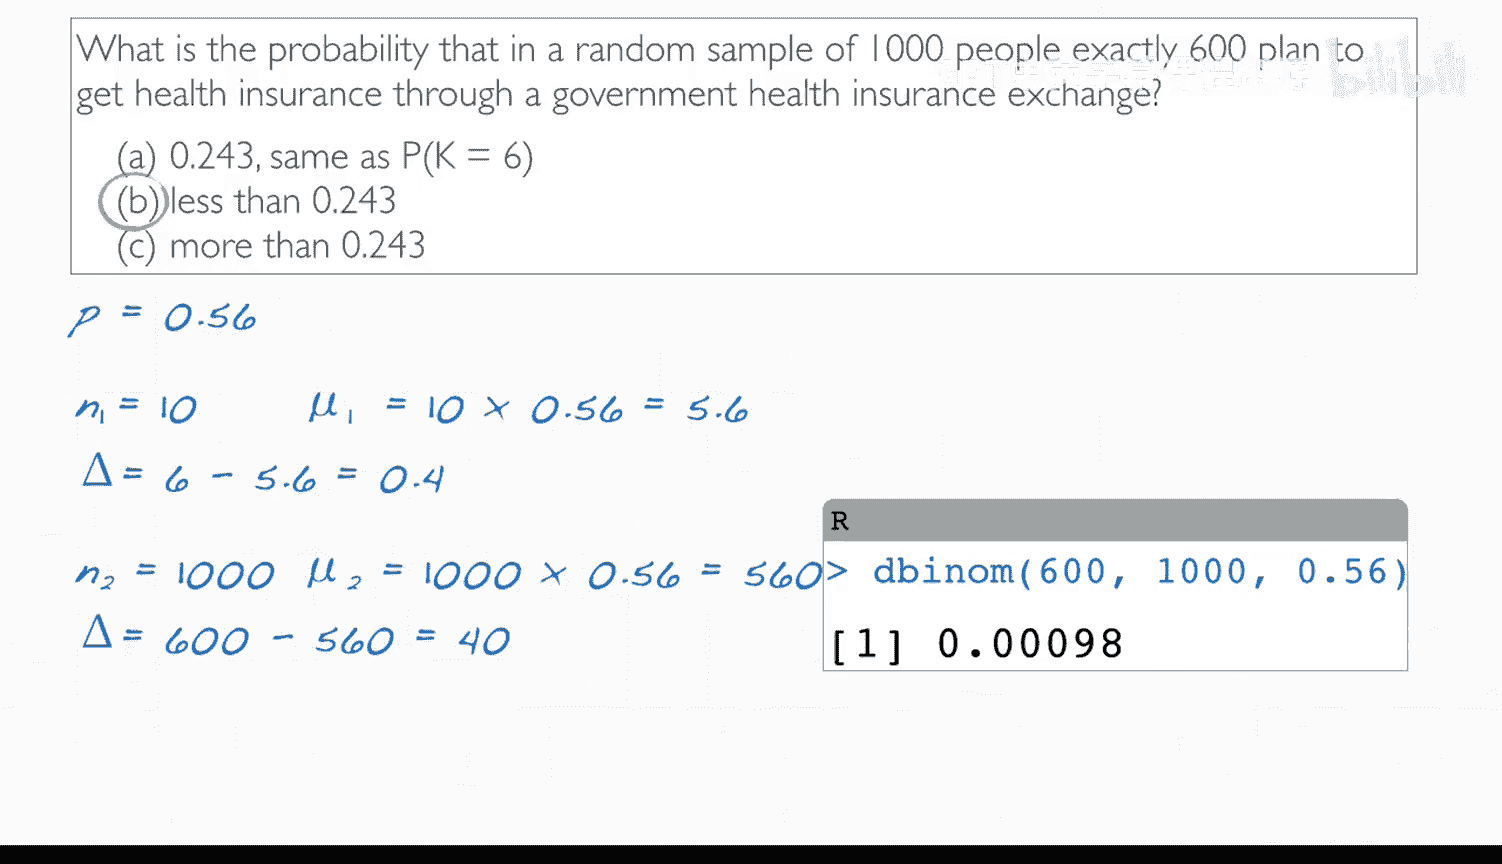 What is the probability that in a random sample of 1000 people exactly 600 plan to
get health insurance through a government health insurance exchange?
(a) 0.243, same as P(K = 6)
(b) less than 0.243
(c) more than 0.243
p = 0.56
n₁ = 10 μ₁ = 10 × 0.56 = 5.6
Δ = 6 - 5.6 = 0.4
R
n₂ = 1000 μ₂ = 1000 × 0.56 = 560
> dbinom(600, 1000, 0.56)
Δ = 600 - 560 = 40
[1] 0.00098
bilibili